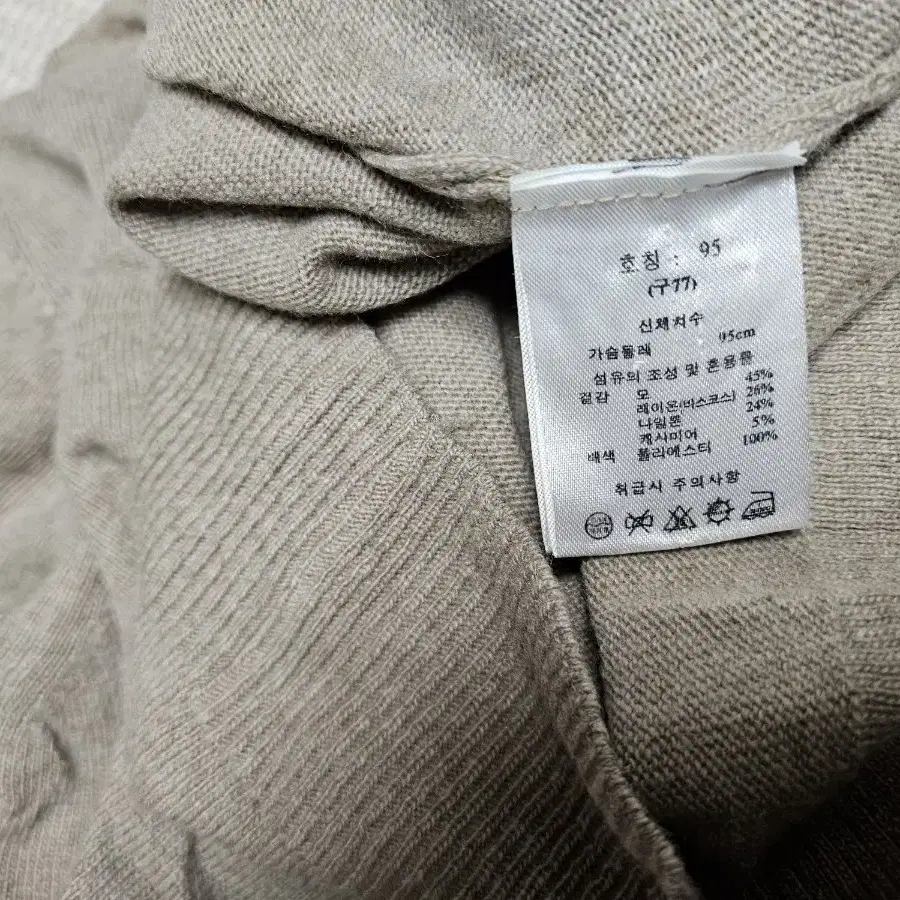 호칭 : 95
(구77)
신체치수
가슴둘레 95cm
섬유의 조성 및 혼용률
겉감 모 45%
레이온(비스코스) 26%
나일론 24%
캐시미어 5%
배색 폴리에스터 100%
취급시 주의사항